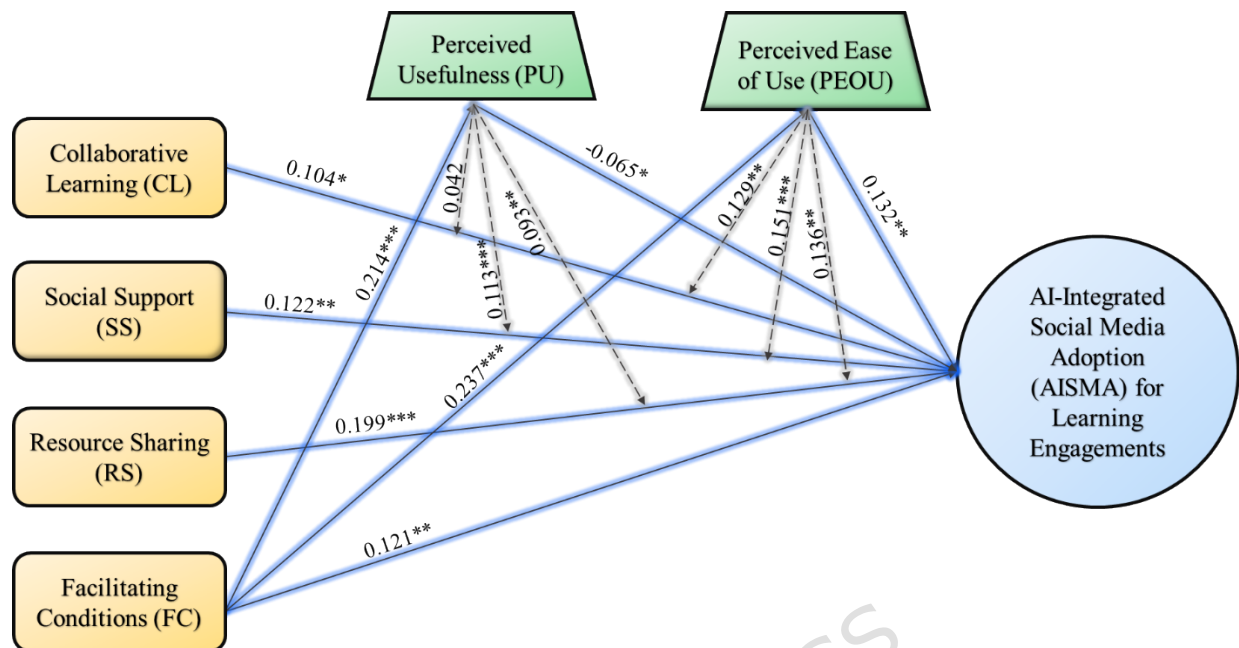 Perceived
Usefulness (PU)
Perceived Ease
of Use (PEOU)
Collaborative
Learning (CL)
Social Support
(SS)
Resource Sharing
(RS)
Facilitating
Conditions (FC)
0.104*
0.042
-0.065*
0.129**
0.151***
0.136**
0.132**
0.093**
0.113***
0.214***
0.122**
0.237***
0.199***
0.121**
AI-Integrated
Social Media
Adoption
(AISMA) for
Learning
Engagements